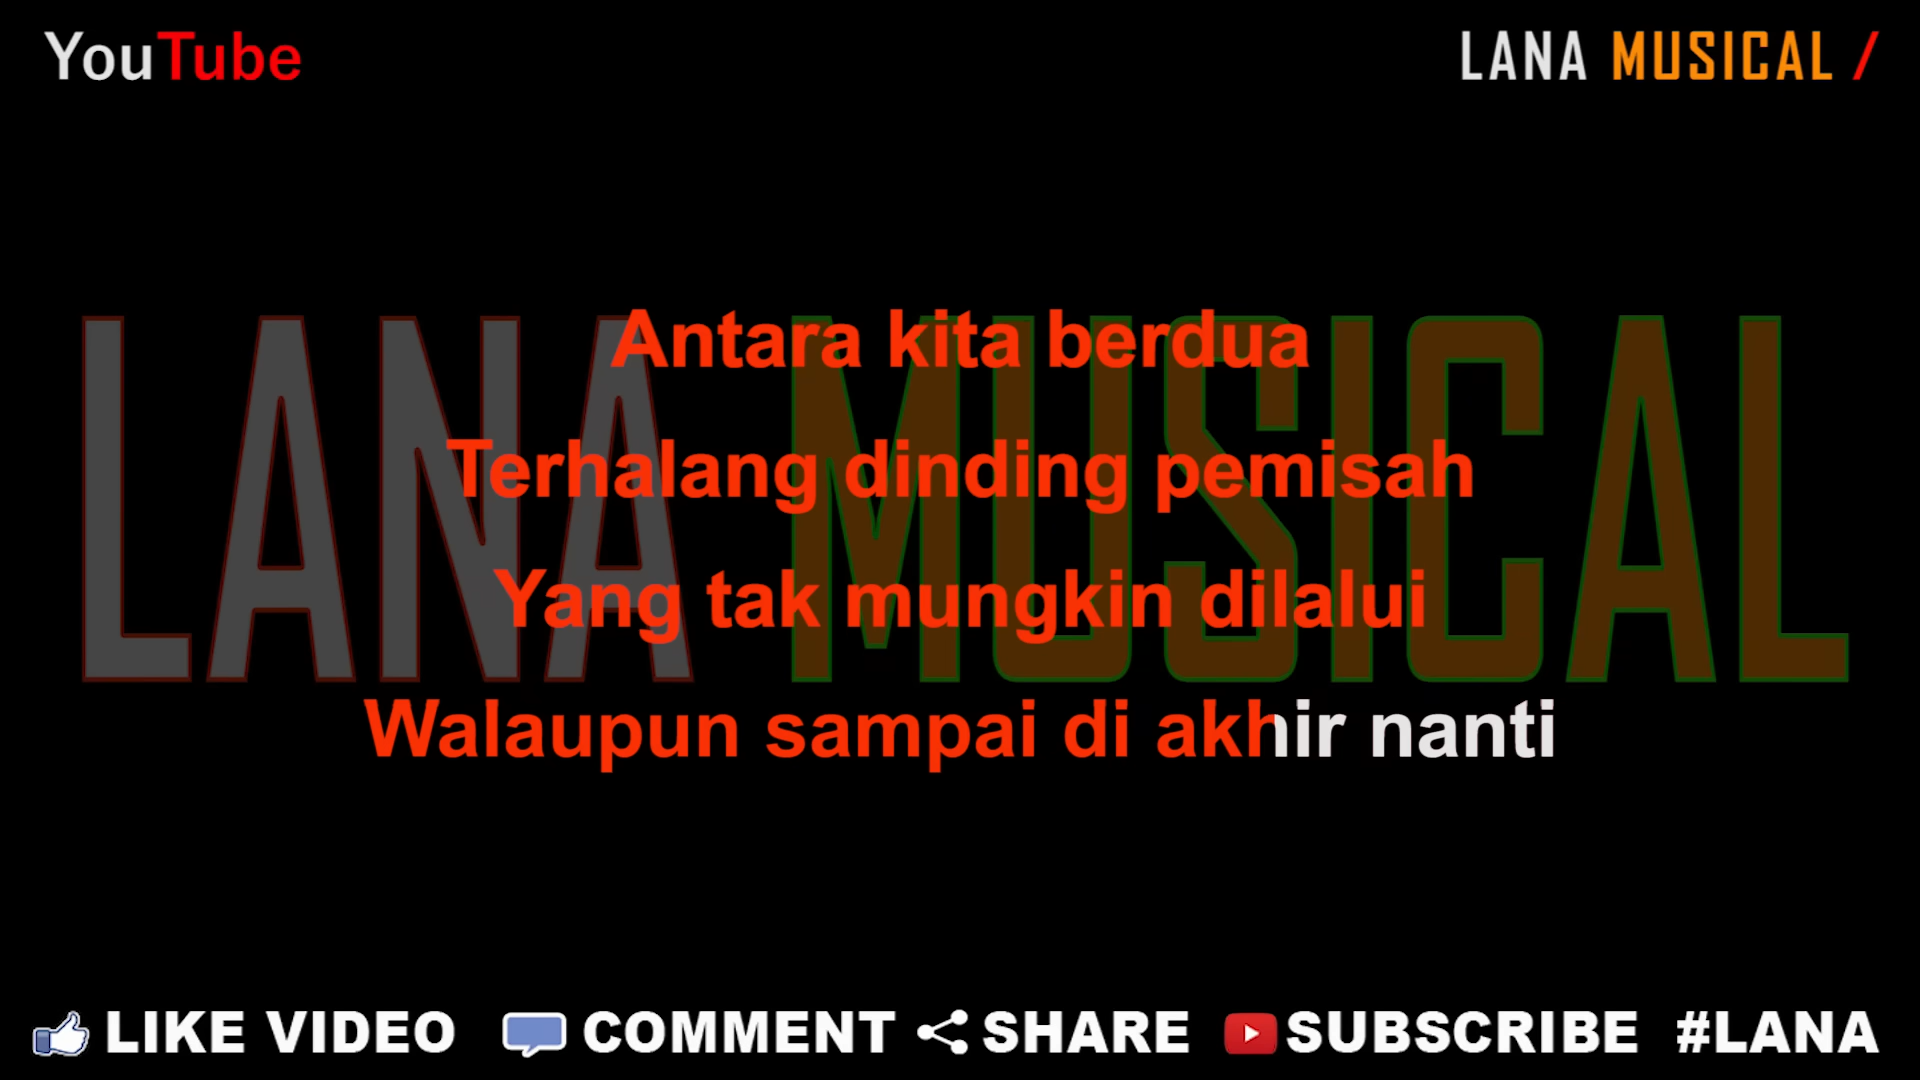 YouTube
LANA MUSICAL /
LANA MUSICAL
Antara kita berdua
Terhalang dinding pemisah
Yang tak mungkin dilalui
Walaupun sampai di akhir nanti
LIKE VIDEO COMMENT SHARE SUBSCRIBE #LANA